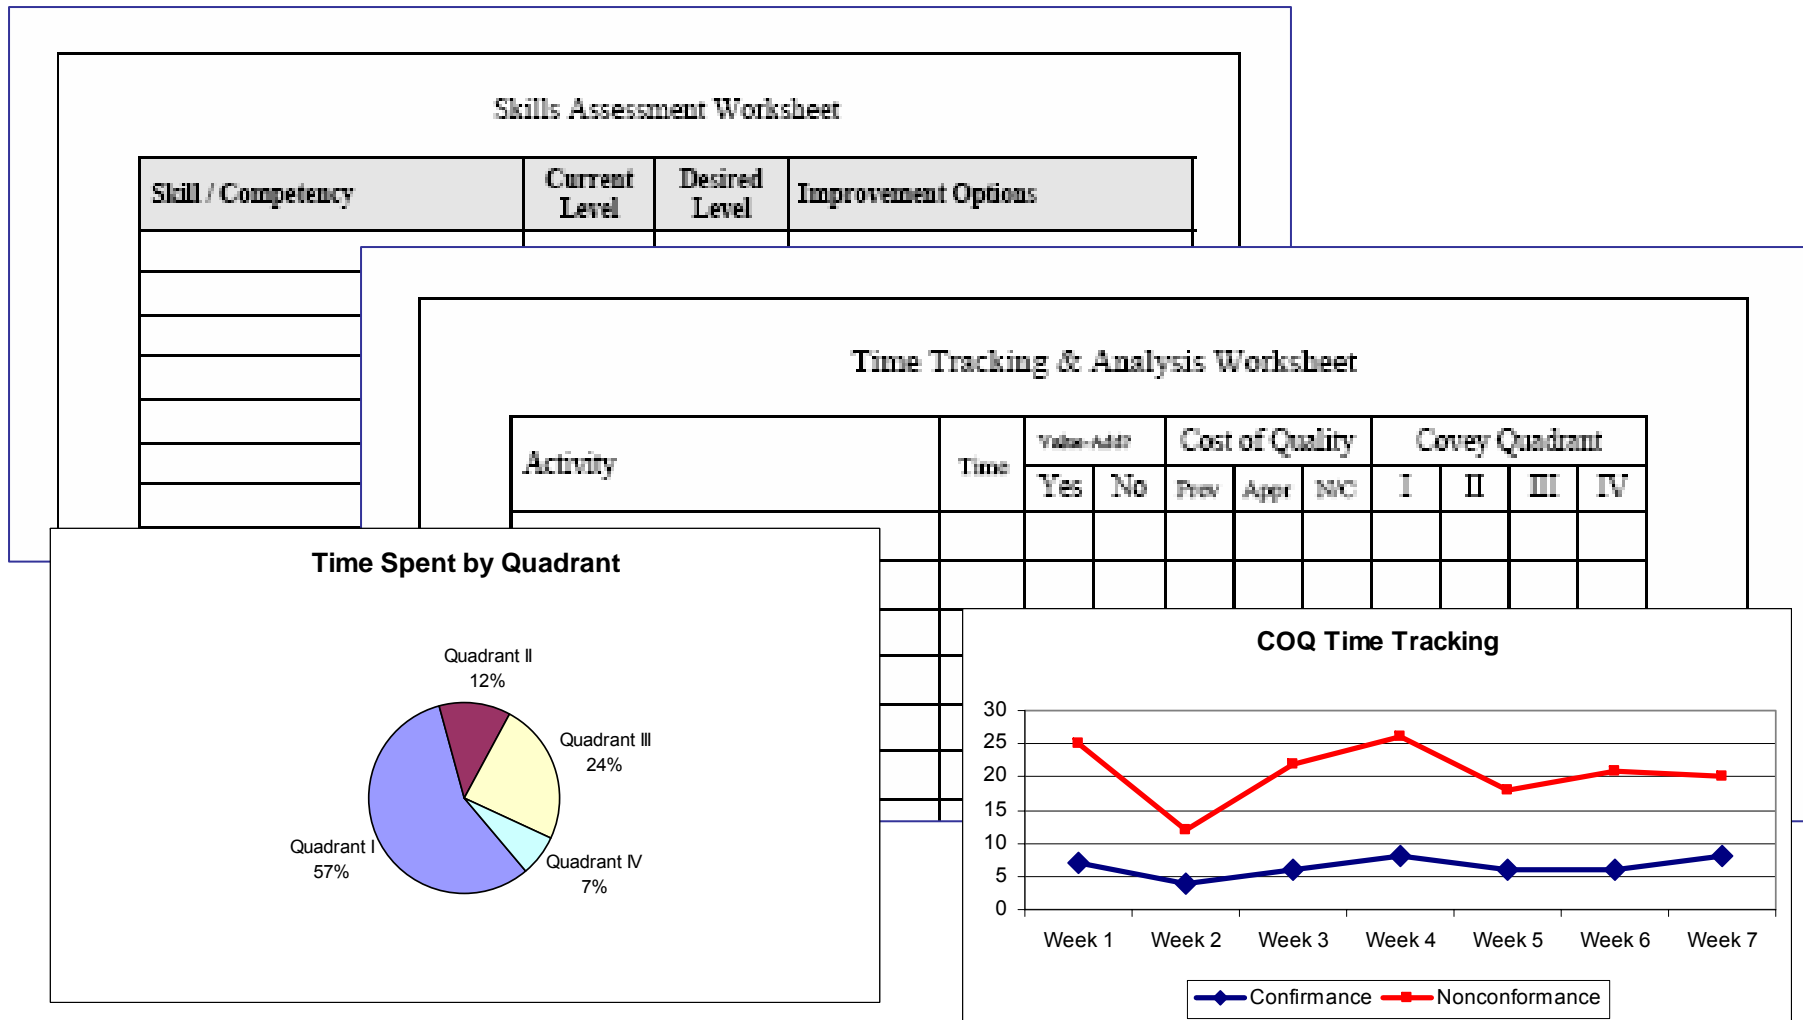 Skills Assessment Worksheet
Skill / Competency
Current
Level
Desired
Level
Improvement Options
Time Tracking & Analysis Worksheet
Activity
Time
Value-Add?
Cost of Quality
Covey Quadrant
Yes No Prev Appr N/C I II III IV
Time Spent by Quadrant
Quadrant II
12%
Quadrant III
24%
Quadrant I
57%
Quadrant IV
7%
COQ Time Tracking
30
25
20
15
10
5
0
Week 1 Week 2 Week 3 Week 4 Week 5 Week 6 Week 7
Confirmance Nonconformance